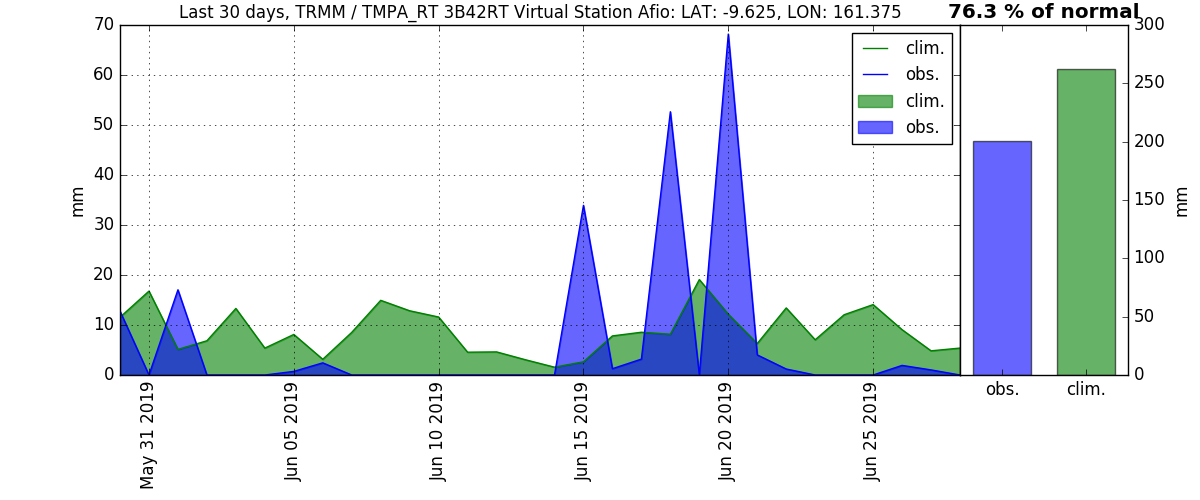 Last 30 days, TRMM / TMPA_RT 3B42RT Virtual Station Afio: LAT: -9.625, LON: 161.375
76.3 % of normal
70
60
50
40
30
20
10
0
mm
clim.
obs.
clim.
obs.
May 31 2019
Jun 05 2019
Jun 10 2019
Jun 15 2019
Jun 20 2019
Jun 25 2019
300
250
200
150
100
50
0
mm
obs.
clim.